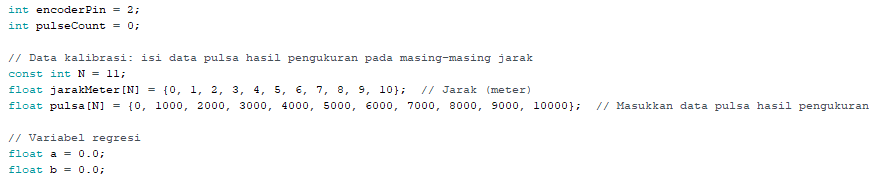 int encoderPin = 2;
int pulseCount = 0;
// Data kalibrasi: isi data pulsa hasil pengukuran pada masing-masing jarak
const int N = 11;
float jarakMeter[N] = {0, 1, 2, 3, 4, 5, 6, 7, 8, 9, 10};  // Jarak (meter)
float pulsa[N] = {0, 1000, 2000, 3000, 4000, 5000, 6000, 7000, 8000, 9000, 10000};  // Masukkan data pulsa hasil pengukuran
// Variabel regresi
float a = 0.0;
float b = 0.0;